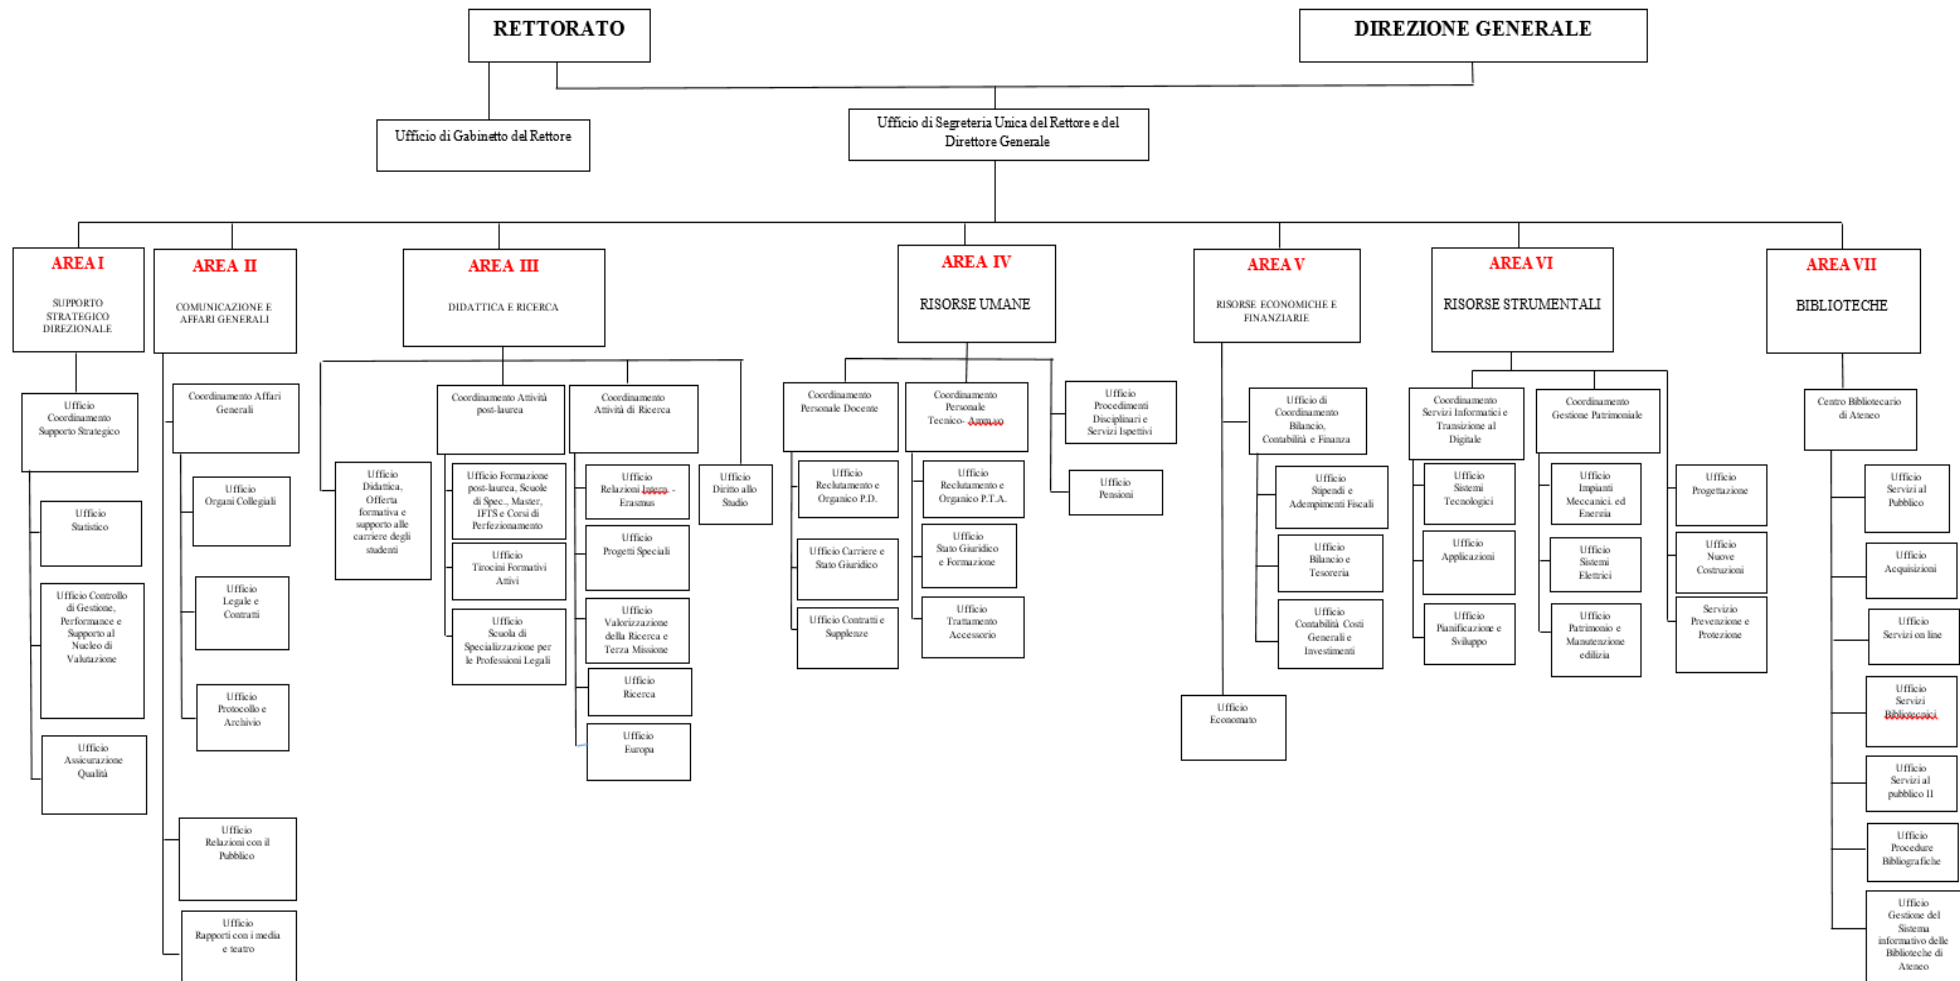 RETTORATO
DIREZIONE GENERALE
Ufficio di Gabinetto del Rettore
Ufficio di Segreteria Unica del Rettore e del
Direttore Generale
AREA I
SUPPORTO
STRATEGICO
DIREZIONALE
AREA II
COMUNICAZIONE E
AFFARI GENERALI
AREA III
DIDATTICA E RICERCA
AREA IV
RISORSE UMANE
AREA V
RISORSE ECONOMICHE E
FINANZIARIE
AREA VI
RISORSE STRUMENTALI
AREA VII
BIBLIOTECHE
Ufficio
Coordinamento
Supporto Strategico
Ufficio
Statistico
Ufficio Controllo
di Gestione,
Performance e
Supporto al
Nucleo di
Valutazione
Ufficio
Assicurazione
Qualità
Coordinamento Affari
Generali
Ufficio
Organi Collegiali
Ufficio
Legale e
Contratti
Ufficio
Protocollo e
Archivio
Ufficio
Relazioni con il
Pubblico
Ufficio
Rapporti con i media
e teatro
Ufficio
Didattica,
Offerta
formativa e
supporto alle
carriere degli
studenti
Coordinamento Attività
post-laurea
Ufficio Formazione
post-laurea, Scuole
di Spec., Master,
IFTS e Corsi di
Perfezionamento
Ufficio
Tirocini Formativi
Attivi
Ufficio
Scuola di
Specializzazione per
le Professioni Legali
Coordinamento
Attività di Ricerca
Ufficio
Relazioni Intern. -
Erasmus
Ufficio
Progetti Speciali
Ufficio
Valorizzazione
della Ricerca e
Terza Missione
Ufficio
Ricerca
Ufficio
Europa
Ufficio
Diritto allo
Studio
Coordinamento
Personale Docente
Ufficio
Reclutamento e
Organico P.D.
Ufficio Carriere e
Stato Giuridico
Ufficio Contratti e
Supplenze
Coordinamento
Personale
Tecnico-
Ufficio
Reclutamento e
Organico P.T.A.
Ufficio
Stato Giuridico
e Formazione
Ufficio
Trattamento
Accessorio
Ufficio
Procedimenti
Disciplinari e
Servizi Ispettivi
Ufficio
Pensioni
Ufficio di
Coordinamento
Bilancio,
Contabilità e Finanza
Ufficio
Stipendi e
Adempimenti Fiscali
Ufficio
Bilancio e
Tesoreria
Ufficio
Contabilità Costi
Generali e
Investimenti
Ufficio
Economato
Coordinamento
Servizi Informatici e
Transizione al
Digitale
Ufficio
Sistemi
Tecnologici
Ufficio
Applicazioni
Ufficio
Pianificazione e
Sviluppo
Coordinamento
Gestione Patrimoniale
Ufficio
Impianti
Meccanici. ed
Energia
Ufficio
Sistemi
Elettrici
Ufficio
Patrimonio e
Manutenzione
edilizia
Ufficio
Progettazione
Ufficio
Nuove
Costruzioni
Servizio
Prevenzione e
Protezione
Centro Bibliotecario
di Ateneo
Ufficio
Servizi al
Pubblico
Ufficio
Acquisizioni
Ufficio
Servizi on line
Ufficio
Servizi
Bibliotecnici
Ufficio
Servizi al
pubblico II
Ufficio
Procedure
Bibliografiche
Ufficio
Gestione del
Sistema
informativo delle
Biblioteche di
Ateneo